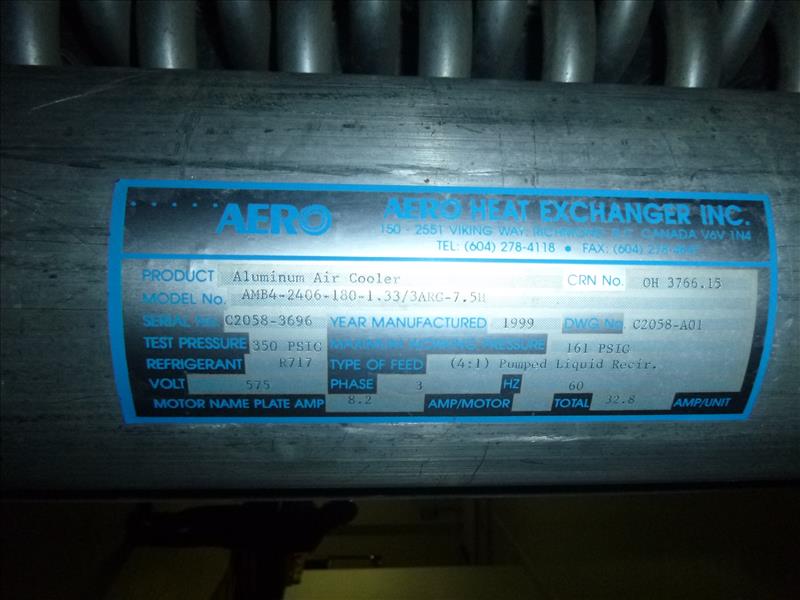 AERO
AERO HEAT EXCHANGER INC.
150 - 2551 VIKING WAY, RICHMOND, B.C. CANADA V6V 1N4
TEL: (604) 278-4118 • FAX: (604)
PRODUCT Aluminum Air Cooler CRN No. OH 3766.15
MODEL No. AMB4-2406-180-1.33/3ARG-7.5H
SERIAL No. C2058-3696 YEAR MANUFACTURED 1999 DWG No. C2058-A01
TEST PRESSURE 350 PSIG MAXIMUM WORKING PRESSURE 161 PSIG
REFRIGERANT R717 TYPE OF FEED (4:1) Pumped Liquid Recir.
VOLT 575 PHASE 3 HZ 60
MOTOR NAME PLATE AMP 8.2 AMP/MOTOR TOTAL 32.8 AMP/UNIT